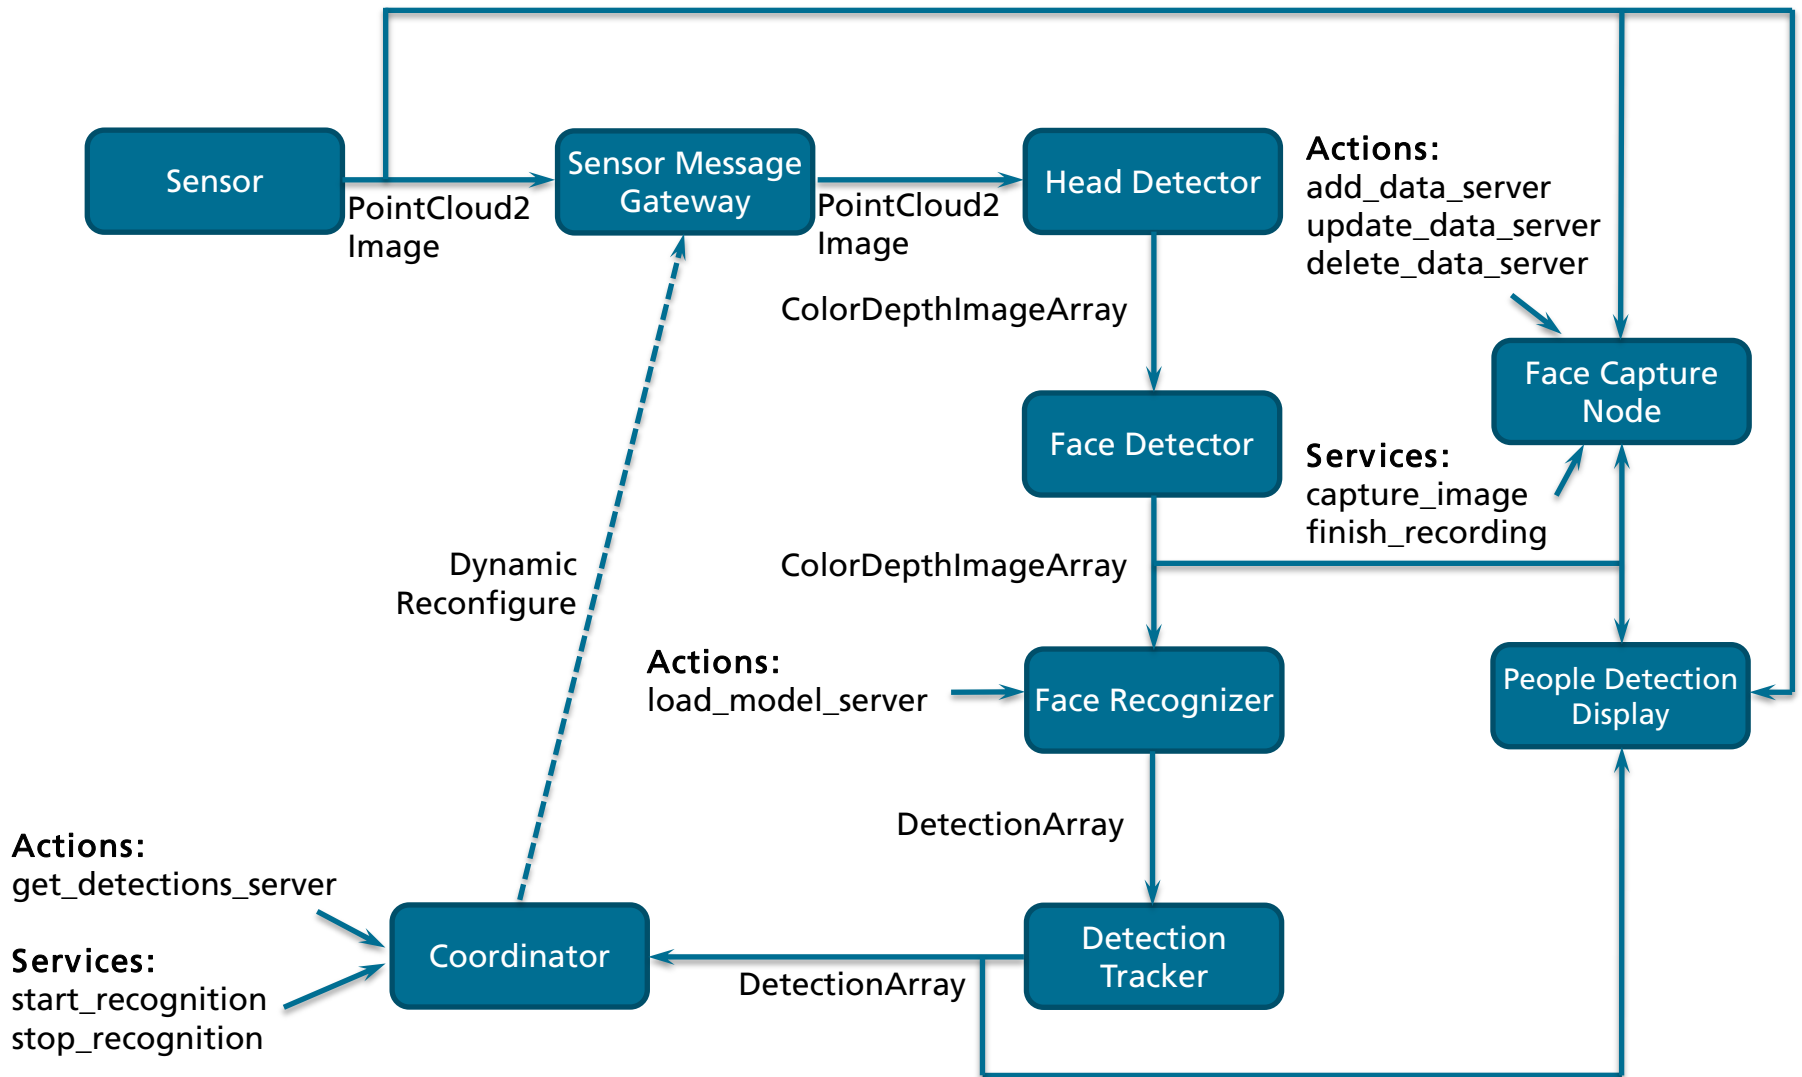 Sensor
PointCloud2
Image
Sensor Message
Gateway
PointCloud2
Image
Head Detector
Actions:
add_data_server
update_data_server
delete_data_server
ColorDepthImageArray
Face Capture
Node
Face Detector
Services:
capture_image
finish_recording
Dynamic
Reconfigure
ColorDepthImageArray
Actions:
load_model_server
Face Recognizer
People Detection
Display
DetectionArray
Actions:
get_detections_server
Services:
start_recognition
stop_recognition
Coordinator
DetectionArray
Detection
Tracker